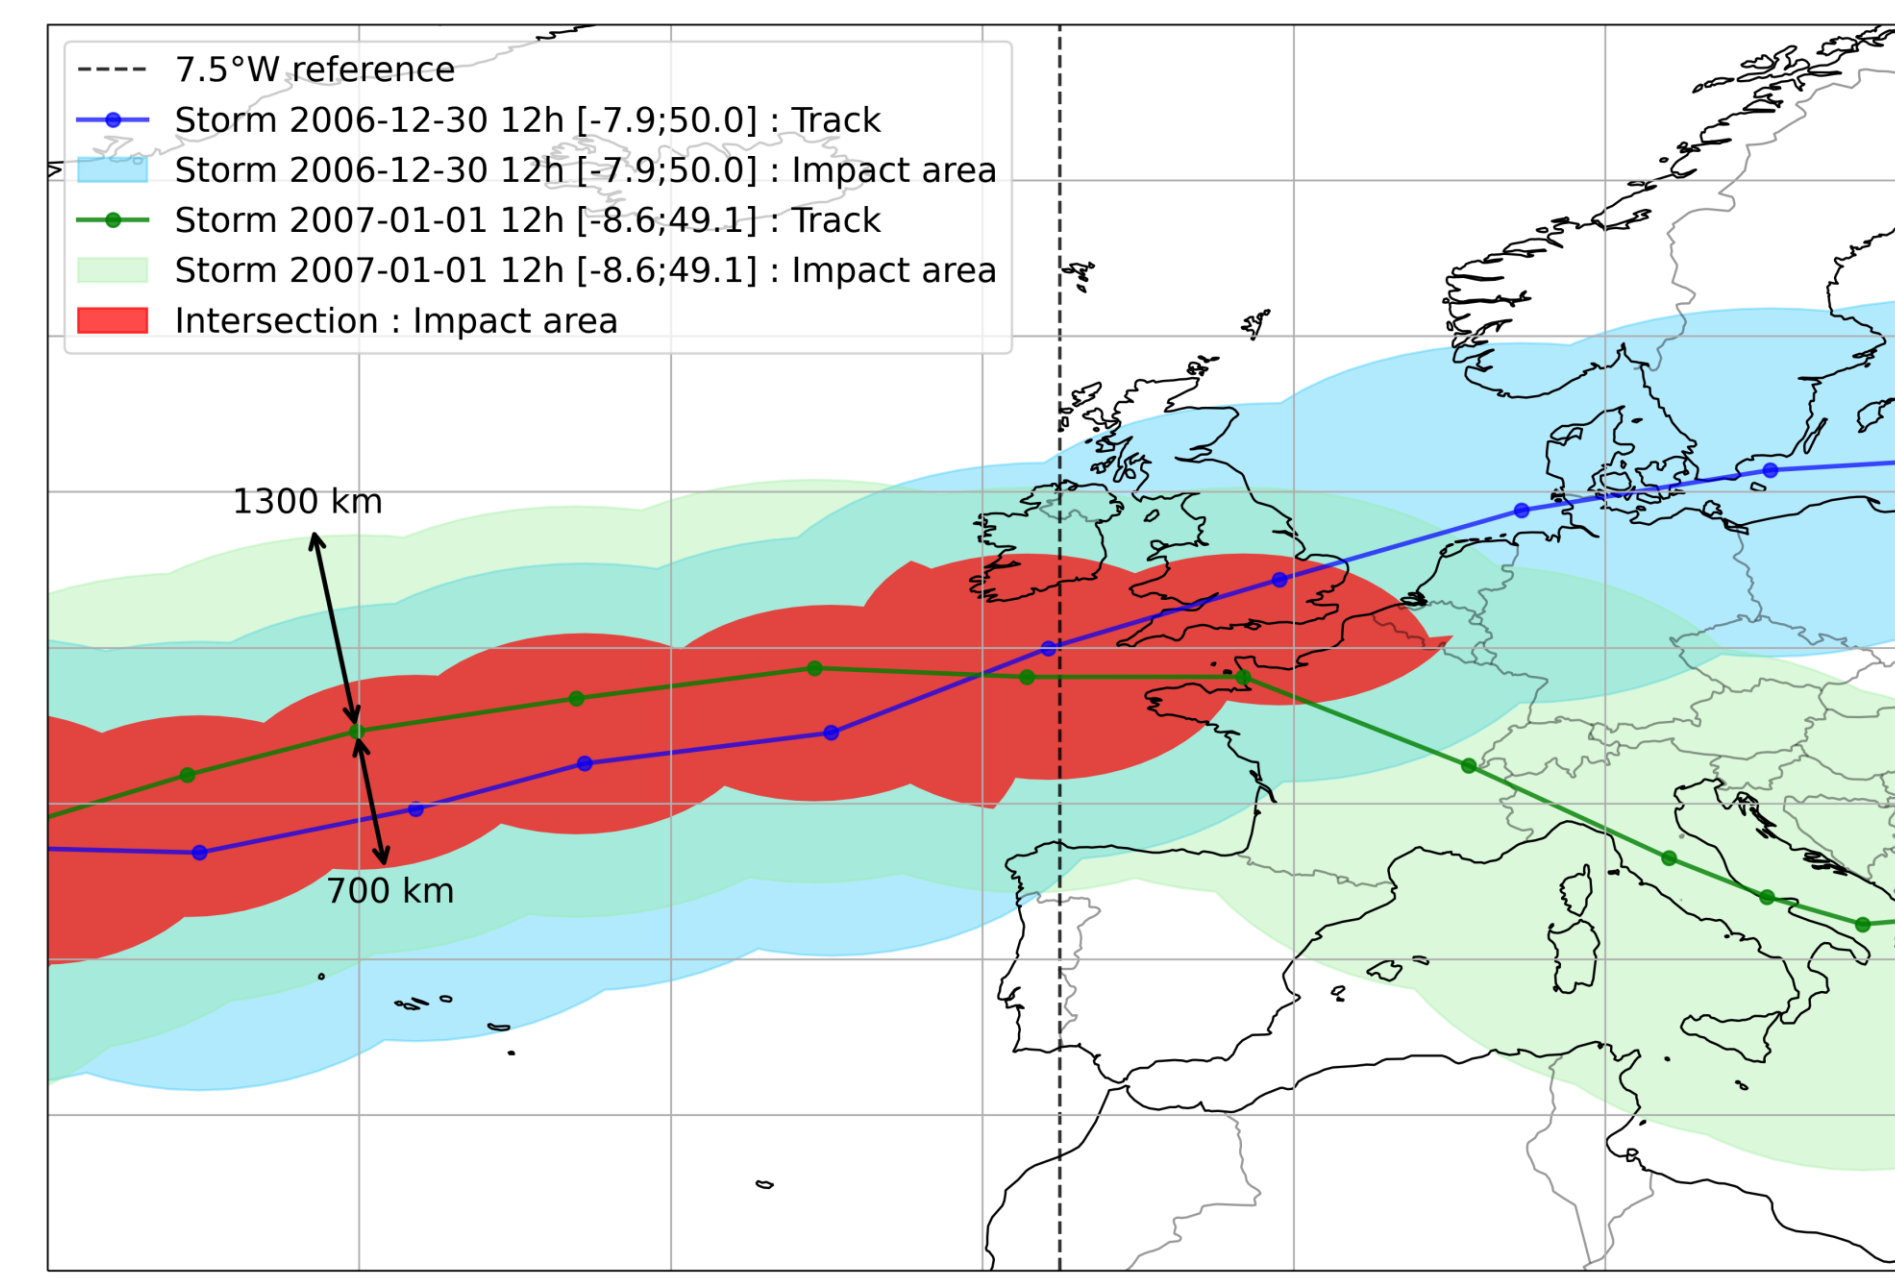 7.5°W reference
Storm 2006-12-30 12h [-7.9;50.0] : Track
Storm 2006-12-30 12h [-7.9;50.0] : Impact area
Storm 2007-01-01 12h [-8.6;49.1] : Track
Storm 2007-01-01 12h [-8.6;49.1] : Impact area
Intersection : Impact area
1300 km
700 km